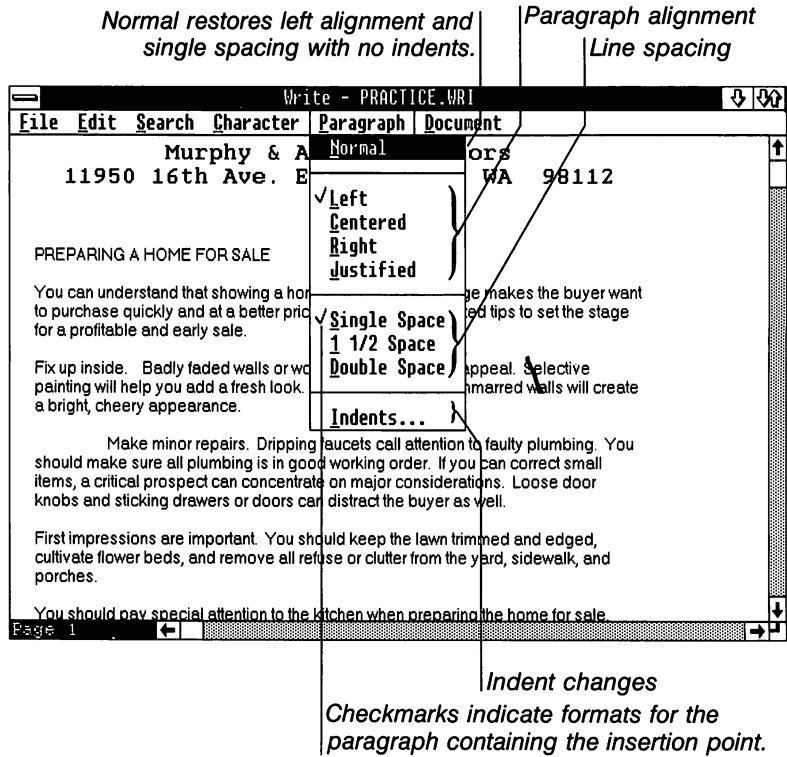 Normal restores left alignment and
single spacing with no indents.
Paragraph alignment
Line spacing
Write - PRACTICE.WRI
File Edit Search Character Paragraph Document
Murphy & A ors
11950 16th Ave. E WA 98112
Normal
Left
Centered
Right
Justified
Single Space
1 1/2 Space
Double Space
Indents...
PREPARING A HOME FOR SALE
You can understand that showing a hor ge makes the buyer want
to purchase quickly and at a better pric ted tips to set the stage
for a profitable and early sale.
Fix up inside. Badly faded walls or wo appeal. Selective
painting will help you add a fresh look. nmarred walls will create
a bright, cheery appearance.
Make minor repairs. Dripping faucets call attention to faulty plumbing. You
should make sure all plumbing is in good working order. If you can correct small
items, a critical prospect can concentrate on major considerations. Loose door
knobs and sticking drawers or doors can distract the buyer as well.
First impressions are important. You should keep the lawn trimmed and edged,
cultivate flower beds, and remove all refuse or clutter from the yard, sidewalk, and
porches.
You should pay special attention to the kitchen when preparing the home for sale.
Page 1
Indent changes
Checkmarks indicate formats for the
paragraph containing the insertion point.